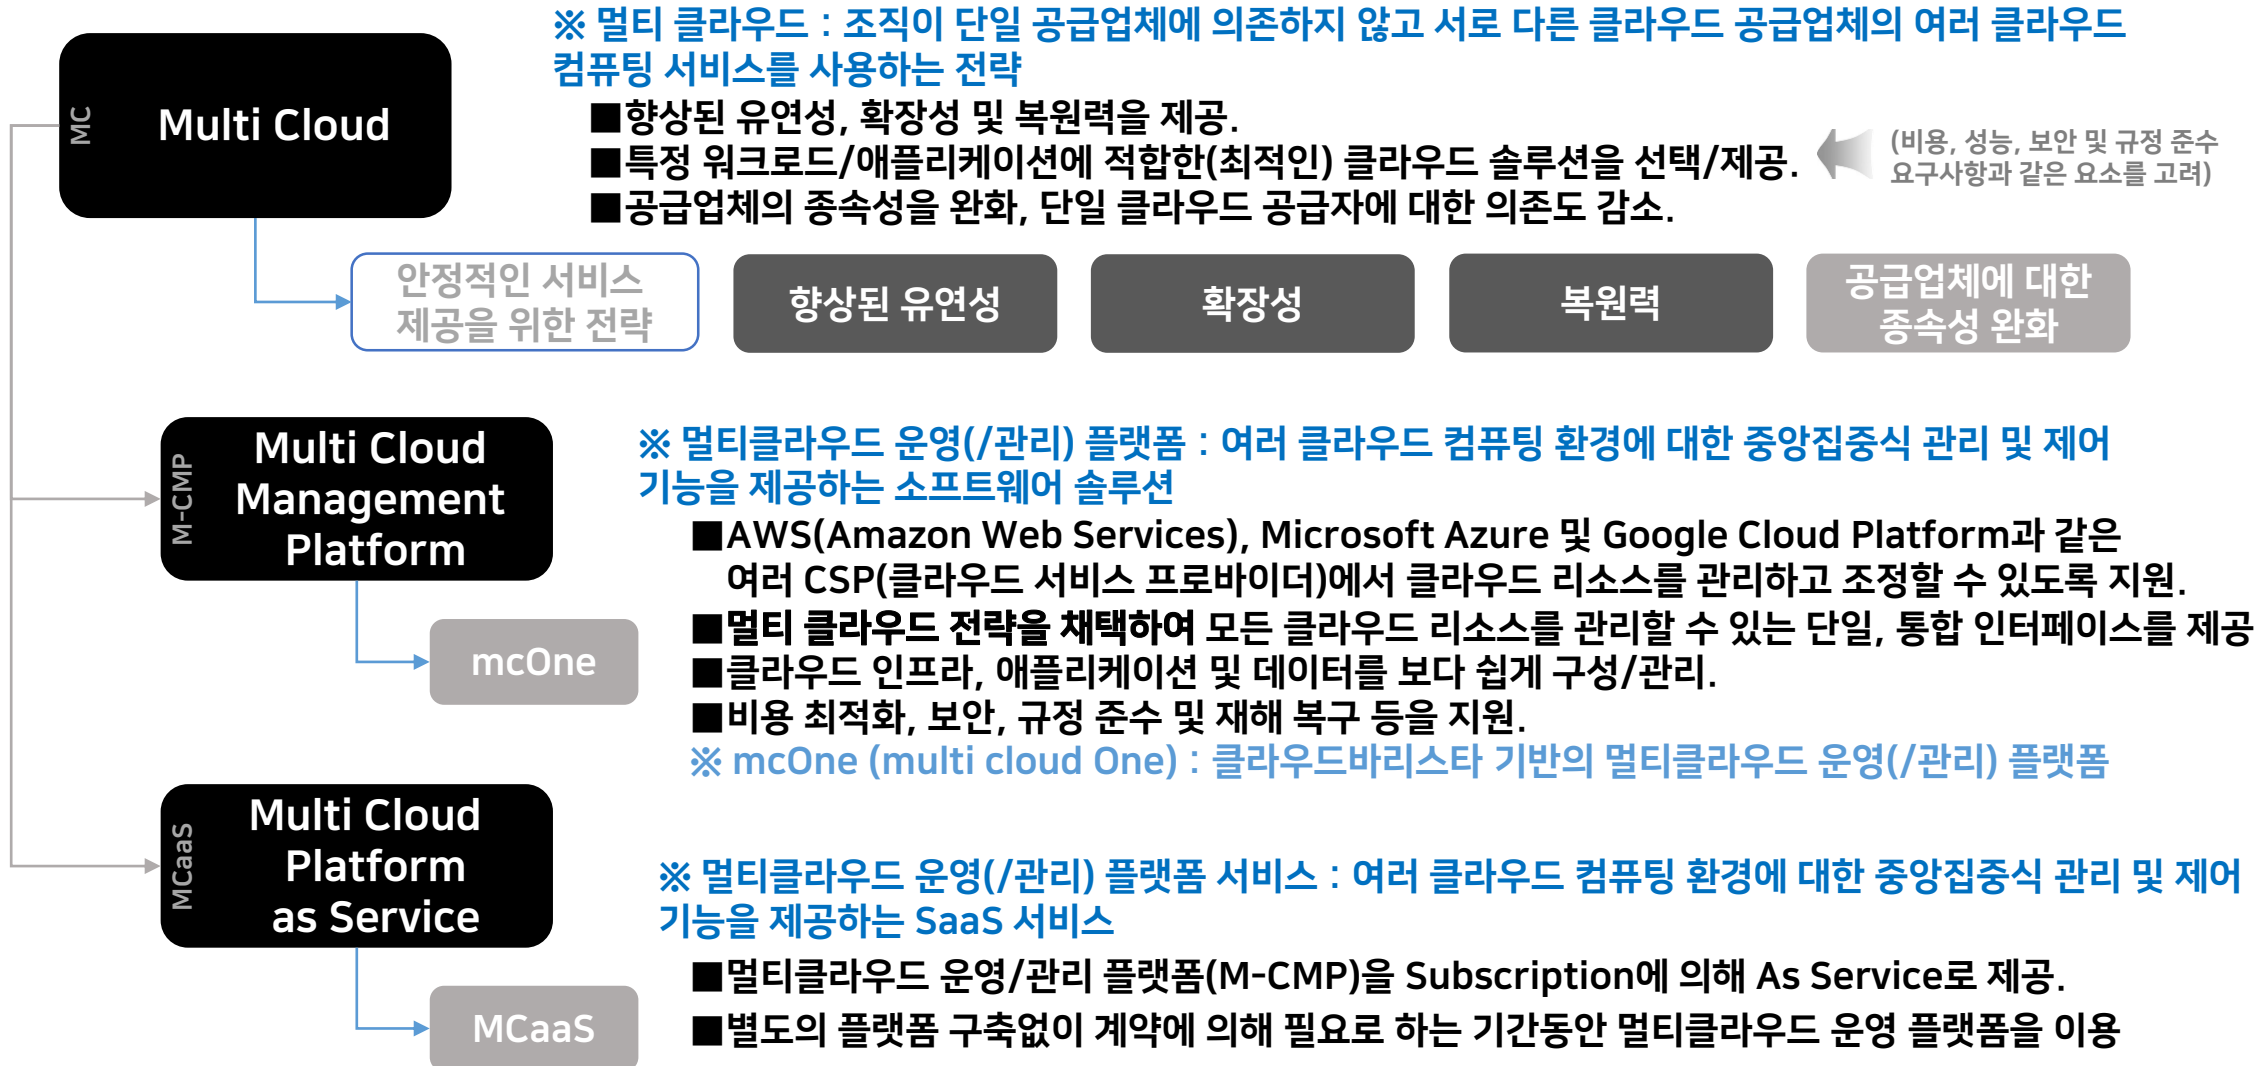 ※ 멀티 클라우드 : 조직이 단일 공급업체에 의존하지 않고 서로 다른 클라우드 공급업체의 여러 클라우드
컴퓨팅 서비스를 사용하는 전략
MC
Multi Cloud
■향상된 유연성, 확장성 및 복원력을 제공.
■특정 워크로드/애플리케이션에 적합한(최적인) 클라우드 솔루션을 선택/제공.
(비용, 성능, 보안 및 규정 준수
요구사항과 같은 요소를 고려)
■공급업체의 종속성을 완화, 단일 클라우드 공급자에 대한 의존도 감소.
안정적인 서비스
제공을 위한 전략
향상된 유연성
확장성
복원력
공급업체에 대한
종속성 완화
M-CMP
Multi Cloud
Management
Platform
※ 멀티클라우드 운영(/관리) 플랫폼 : 여러 클라우드 컴퓨팅 환경에 대한 중앙집중식 관리 및 제어
기능을 제공하는 소프트웨어 솔루션
■AWS(Amazon Web Services), Microsoft Azure 및 Google Cloud Platform과 같은
여러 CSP(클라우드 서비스 프로바이더)에서 클라우드 리소스를 관리하고 조정할 수 있도록 지원.
■멀티 클라우드 전략을 채택하여 모든 클라우드 리소스를 관리할 수 있는 단일, 통합 인터페이스를 제공
mcOne
■클라우드 인프라, 애플리케이션 및 데이터를 보다 쉽게 구성/관리.
■비용 최적화, 보안, 규정 준수 및 재해 복구 등을 지원.
※ mcOne (multi cloud One) : 클라우드바리스타 기반의 멀티클라우드 운영(/관리) 플랫폼
MCaaS
Multi Cloud
Platform
as Service
※ 멀티클라우드 운영(/관리) 플랫폼 서비스 : 여러 클라우드 컴퓨팅 환경에 대한 중앙집중식 관리 및 제어
기능을 제공하는 SaaS 서비스
■멀티클라우드 운영/관리 플랫폼(M-CMP)을 Subscription에 의해 As Service로 제공.
MCaaS
■별도의 플랫폼 구축없이 계약에 의해 필요로 하는 기간동안 멀티클라우드 운영 플랫폼을 이용